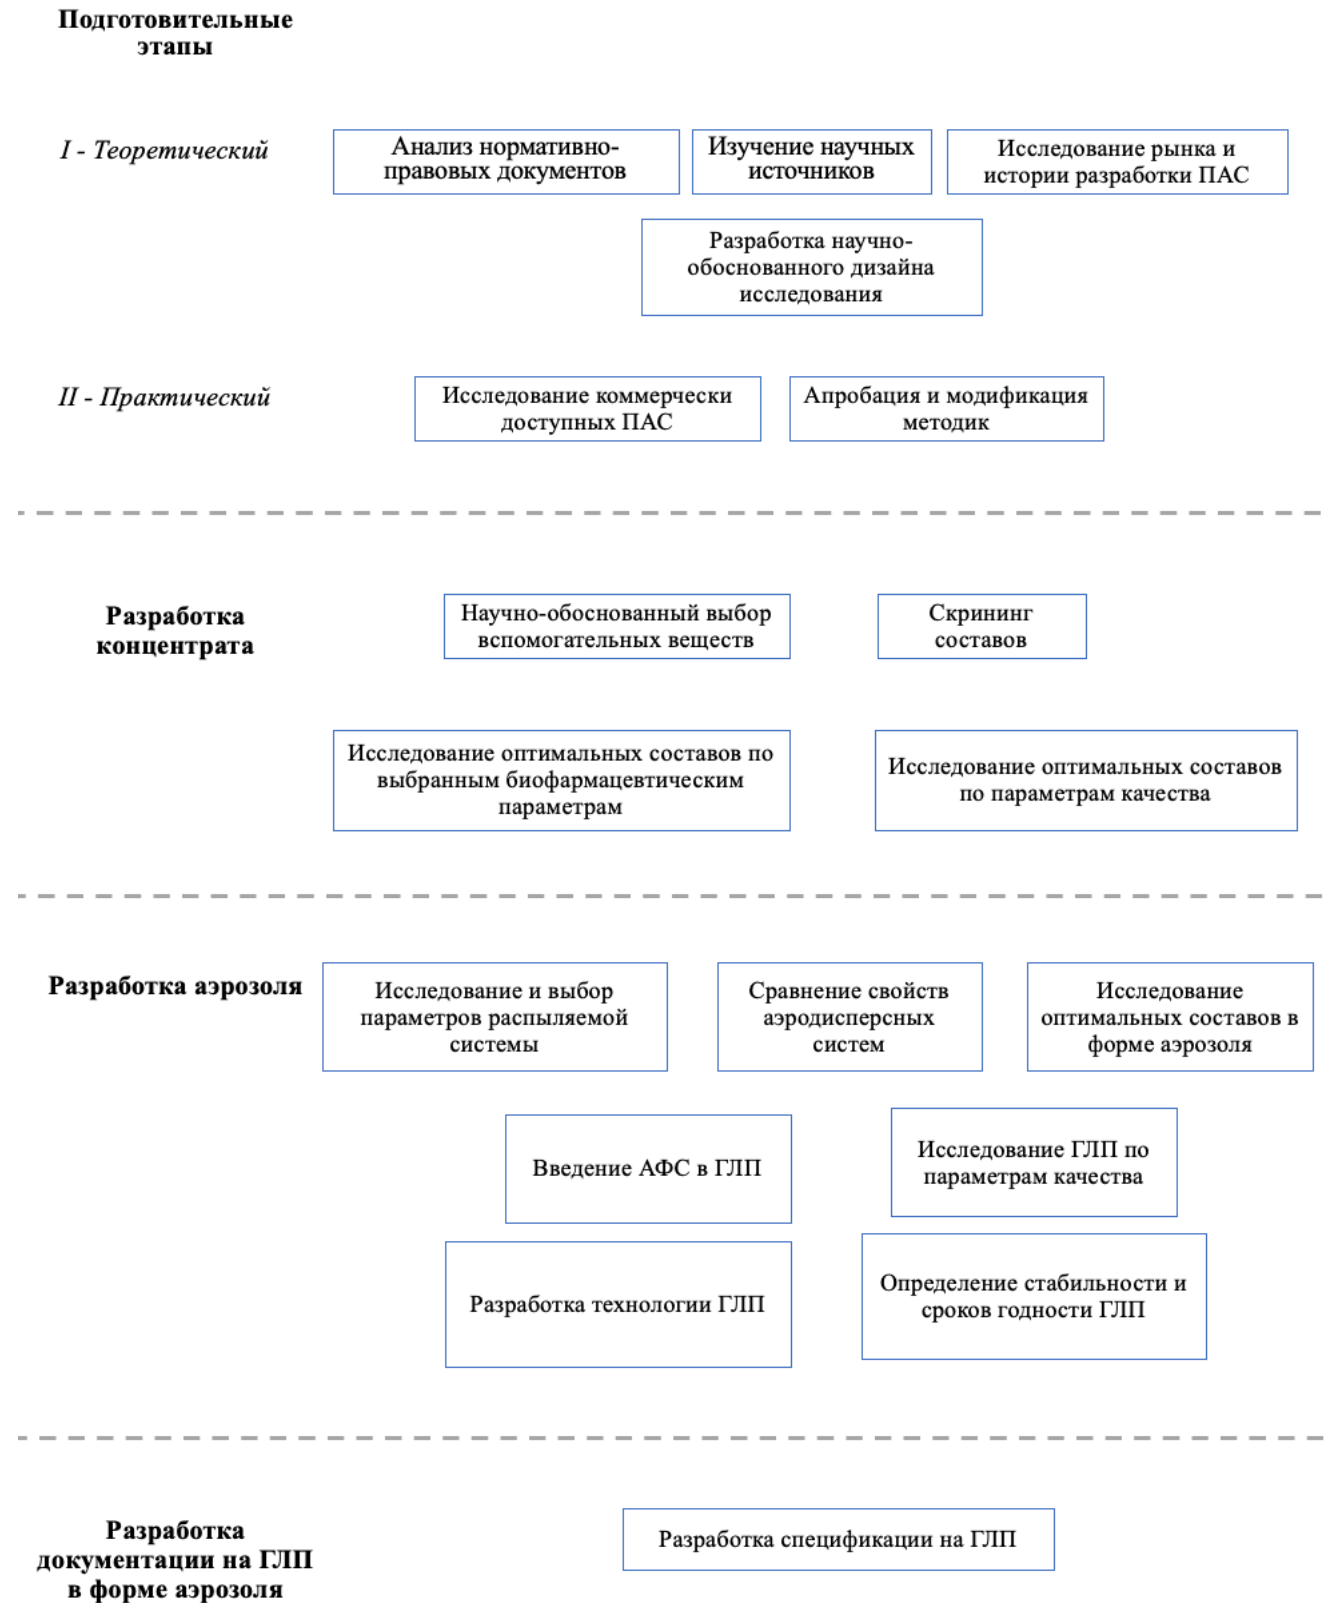 Подготовительные
этапы
I - Теоретический
Анализ нормативно-
правовых документов
Изучение научных
источников
Исследование рынка и
истории разработки ПАС
Разработка научно-
обоснованного дизайна
исследования
II - Практический
Исследование коммерчески
доступных ПАС
Апробация и модификация
методик
Разработка
концентрата
Научно-обоснованный выбор
вспомогательных веществ
Скрининг
составов
Исследование оптимальных составов по
выбранным биофармацевтическим
параметрам
Исследование оптимальных составов
по параметрам качества
Разработка аэрозоля
Исследование и выбор
параметров распыляемой
системы
Сравнение свойств
аэродисперсных
систем
Исследование
оптимальных составов в
форме аэрозоля
Введение АФС в ГЛП
Исследование ГЛП по
параметрам качества
Разработка технологии ГЛП
Определение стабильности и
сроков годности ГЛП
Разработка
документации на ГЛП
в форме аэрозоля
Разработка спецификации на ГЛП